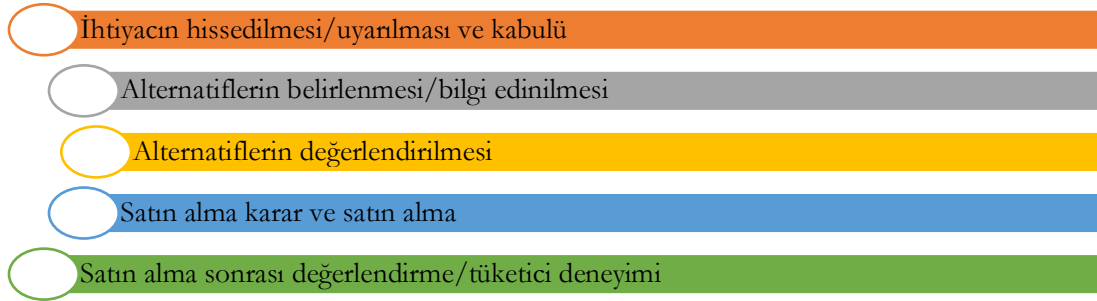 İhtiyacın hissedilmesi/uyarılması ve kabulü
Alternatiflerin belirlenmesi/bilgi edinilmesi
Alternatiflerin değerlendirilmesi
Satın alma karar ve satın alma
Satın alma sonrası değerlendirme/tüketici deneyimi